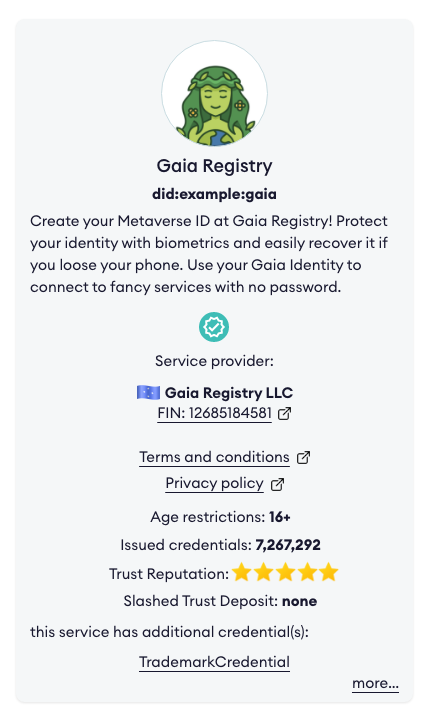 Gaia Registry
did:example:gaia
Create your Metaverse ID at Gaia Registry! Protect
your identity with biometrics and easily recover it if
you loose your phone. Use your Gaia Identity to
connect to fancy services with no password.
Service provider:
Gaia Registry LLC
FIN: 12685184581
Terms and conditions
Privacy policy
Age restrictions: 16+
Issued credentials: 7,267,292
Trust Reputation:
Slashed Trust Deposit: none
this service has additional credential(s):
TrademarkCredential
more...